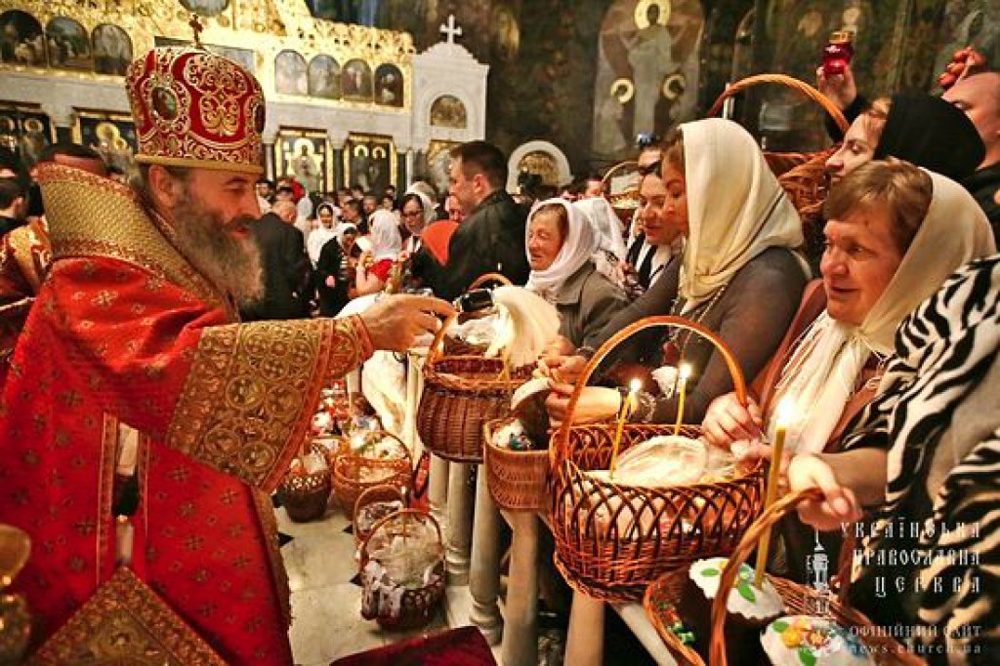 УКРАЇНСЬКА
ПРАВОСЛАВНА
ЦЕРКВА
ОФІЦІЙНИЙ САЙТ
news.church.ua